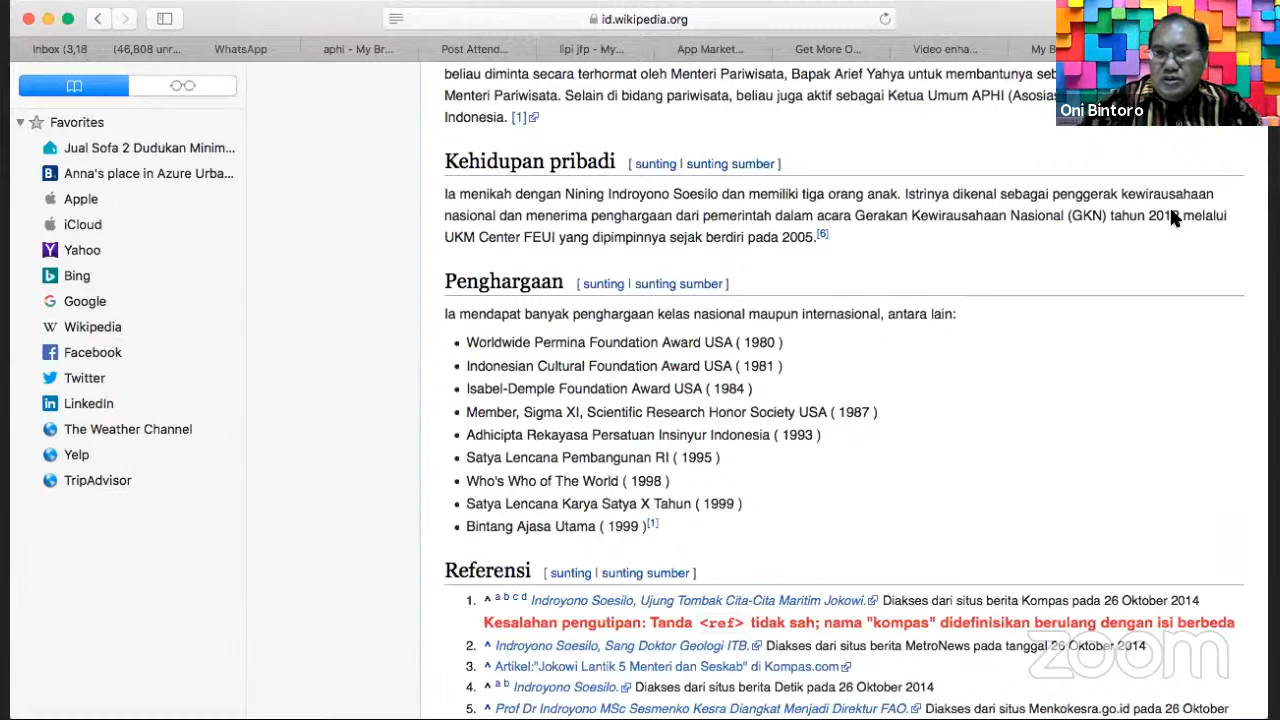 id.wikipedia.org
Inbox (3,18
(46,808 unr...
WhatsApp
aphi - My Br...
Post Attend...
lipi jfp - My...
App Market...
Get More O...
Video enha...
My B
Oni Bintoro
Favorites
Jual Sofa 2 Dudukan Minim...
Anna's place in Azure Urba...
Apple
iCloud
Yahoo
Bing
Google
Wikipedia
Facebook
Twitter
LinkedIn
The Weather Channel
Yelp
TripAdvisor
beliau diminta secara terhormat oleh Menteri Pariwisata, Bapak Arief Yahya untuk membantunya
Menteri Pariwisata. Selain di bidang pariwisata, beliau juga aktif sebagai Ketua Umum APHI
Indonesia. [1]
Kehidupan pribadi [ sunting | sunting sumber ]
Ia menikah dengan Nining Indroyono Soesilo dan memiliki tiga orang anak. Istrinya dikenal sebagai penggerak kewirausahaan
nasional dan menerima penghargaan dari pemerintah dalam acara Gerakan Kewirausahaan Nasional (GKN) tahun melalui
UKM Center FEUI yang dipimpinnya sejak berdiri pada 2005.[6]
Penghargaan [ sunting | sunting sumber ]
Ia mendapat banyak penghargaan kelas nasional maupun internasional, antara lain:
• Worldwide Permina Foundation Award USA ( 1980 )
• Indonesian Cultural Foundation Award USA ( 1981 )
• Isabel-Demple Foundation Award USA ( 1984 )
• Member, Sigma XI, Scientific Research Honor Society USA ( 1987 )
• Adhicipta Rekayasa Persatuan Insinyur Indonesia ( 1993 )
• Satya Lencana Pembangunan RI ( 1995 )
• Who's Who of The World ( 1998 )
• Satya Lencana Karya Satya X Tahun ( 1999 )
• Bintang Ajasa Utama ( 1999 )[1]
Referensi [ sunting | sunting sumber ]
1. ^ a b c d Indroyono Soesilo, Ujung Tombak Cita-Cita Maritim Jokowi. Diakses dari situs berita Kompas pada 26 Oktober 2014
Kesalahan pengutipan: Tanda <ref> tidak sah; nama "kompas" didefinisikan berulang dengan isi berbeda
2. ^ Indroyono Soesilo, Sang Doktor Geologi ITB. Diakses dari situs berita MetroNews pada tanggal 26 Oktober 2014
3. ^ Artikel:"Jokowi Lantik 5 Menteri dan Seskab" di Kompas.com
4. ^ a b Indroyono Soesilo. Diakses dari situs berita Detik pada 26 Oktober 2014
5. ^ Prof Dr Indroyono MSc Sesmenko Kesra Diangkat Menjadi Direktur FAO. Diakses dari situs Menkokesra.go.id pada 26 Oktober
zoom